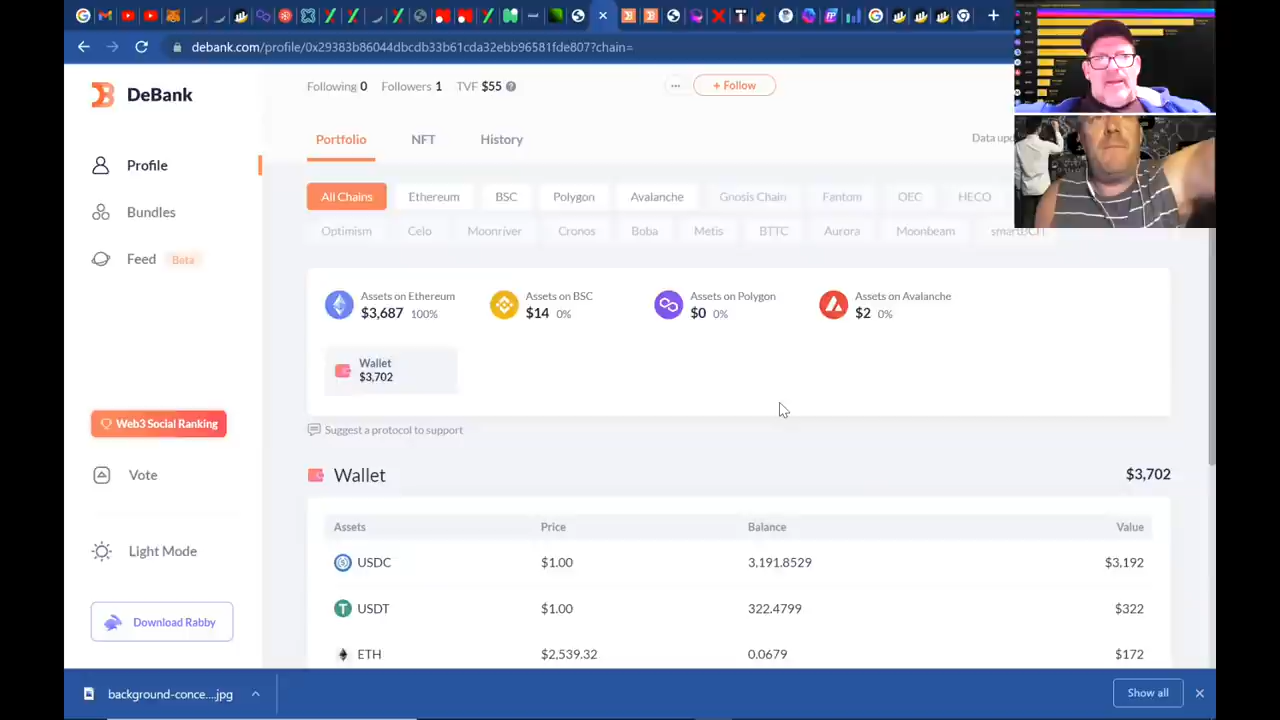 debank.com/profile/0x29383b86044dbcdb33b61cda32ebb96581fde807?chain=
DeBank
Following 0 Followers 1 TVF $55
+ Follow
Profile
Bundles
Feed Beta
Web3 Social Ranking
Vote
Light Mode
Download Rabby
Portfolio NFT History
All Chains Ethereum BSC Polygon Avalanche Gnosis Chain Fantom OEC HECO
Optimism Celo Moonriver Cronos Boba Metis BTTC Aurora Moonbeam
Assets on Ethereum
$3,687 100%
Assets on BSC
$14 0%
Assets on Polygon
$0 0%
Assets on Avalanche
$2 0%
Wallet
$3,702
Suggest a protocol to support
Wallet $3,702
Assets Price Balance Value
USDC $1.00 3,191.8529 $3,192
USDT $1.00 322.4799 $322
ETH $2,539.32 0.0679 $172
background-conce....jpg
Show all